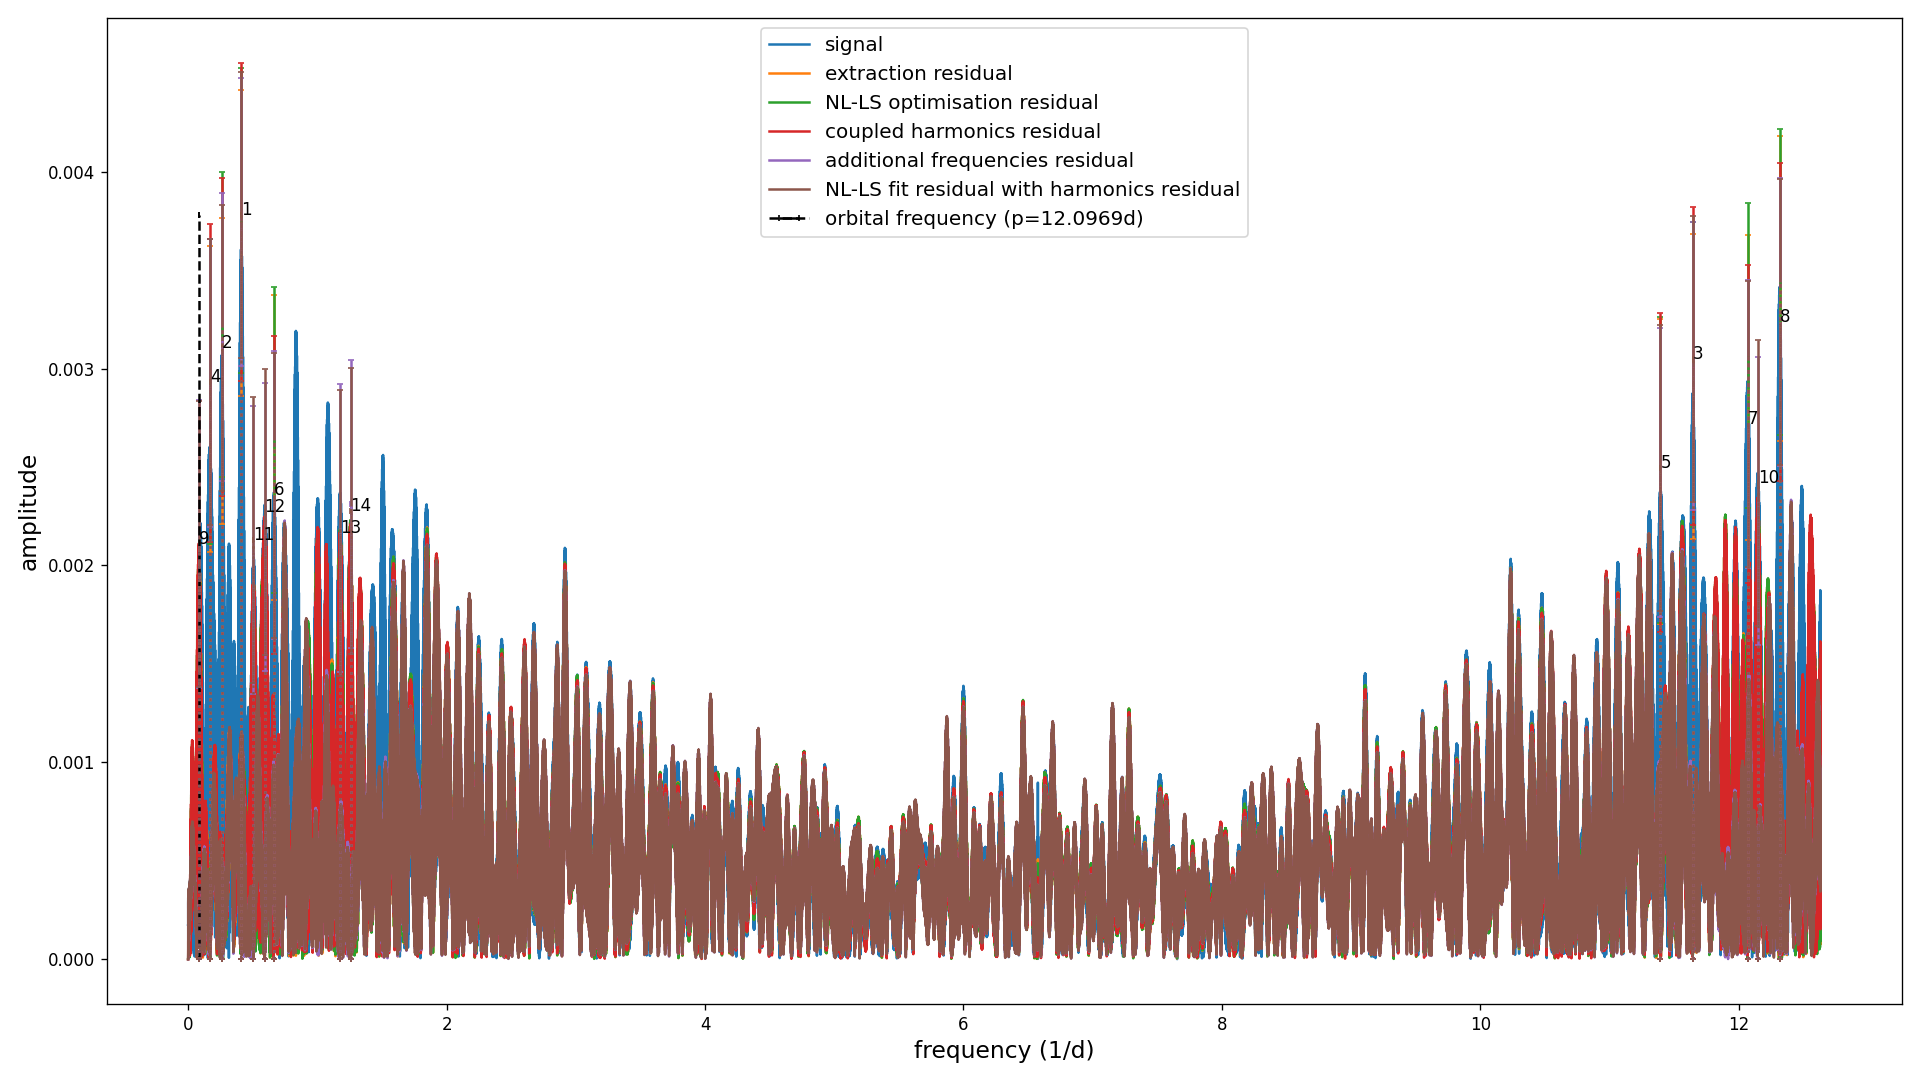 signal
extraction residual
NL-LS optimisation residual
coupled harmonics residual
additional frequencies residual
NL-LS fit residual with harmonics residual
orbital frequency (p=12.0969d)
amplitude
0.004
0.003
0.002
0.001
0.000
1
2
4
6
12
11
9
14
13
5
3
7
10
8
0
2
4
6
8
10
12
frequency (1/d)